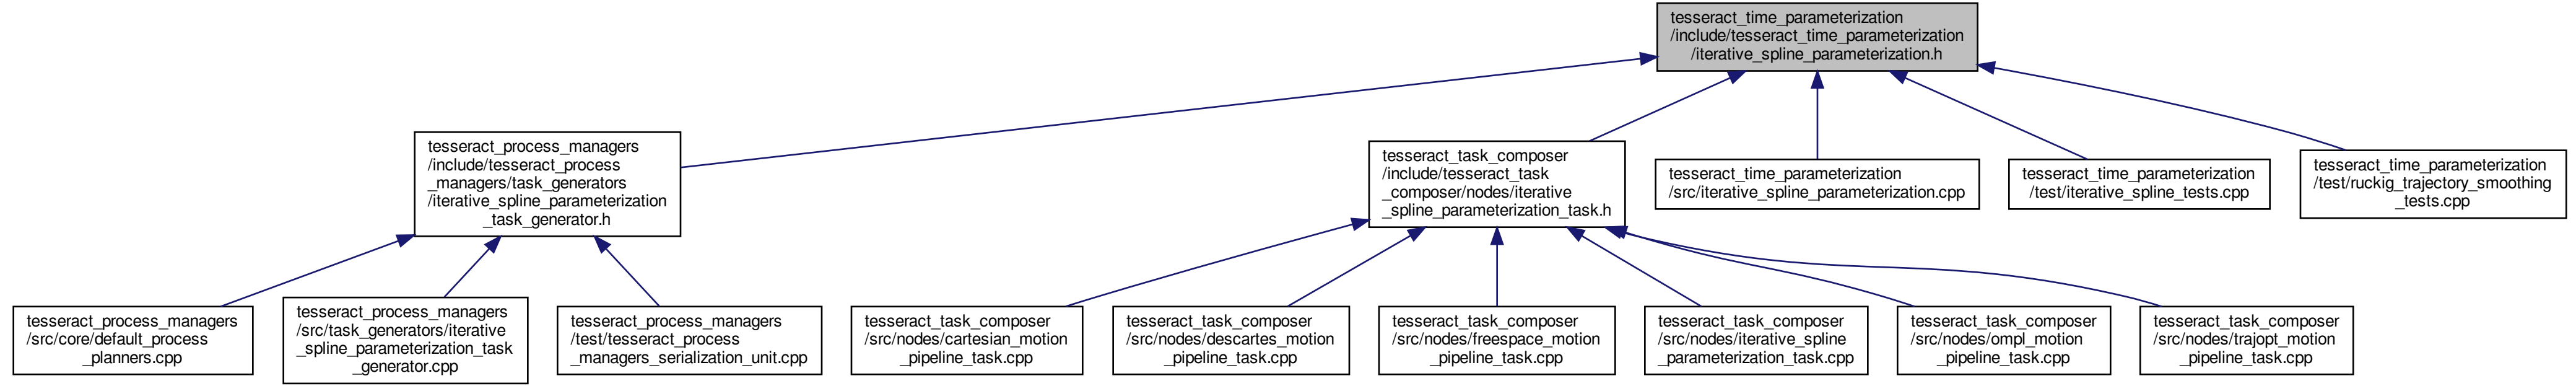 tesseract_time_parameterization
/include/tesseract_time_parameterization
/iterative_spline_parameterization.h
tesseract_process_managers
/include/tesseract_process
_managers/task_generators
/iterative_spline_parameterization
_task_generator.h
tesseract_task_composer
/include/tesseract_task
_composer/nodes/iterative
_spline_parameterization_task.h
tesseract_time_parameterization
/src/iterative_spline_parameterization.cpp
tesseract_time_parameterization
/test/iterative_spline_tests.cpp
tesseract_time_parameterization
/test/ruckig_trajectory_smoothing
_tests.cpp
tesseract_process_managers
/src/core/default_process
_planners.cpp
tesseract_process_managers
/src/task_generators/iterative
_spline_parameterization_task
_generator.cpp
tesseract_process_managers
/test/tesseract_process
_managers_serialization_unit.cpp
tesseract_task_composer
/src/nodes/cartesian_motion
_pipeline_task.cpp
tesseract_task_composer
/src/nodes/descartes_motion
_pipeline_task.cpp
tesseract_task_composer
/src/nodes/freespace_motion
_pipeline_task.cpp
tesseract_task_composer
/src/nodes/iterative_spline
_parameterization_task.cpp
tesseract_task_composer
/src/nodes/ompl_motion
_pipeline_task.cpp
tesseract_task_composer
/src/nodes/trajopt_motion
_pipeline_task.cpp